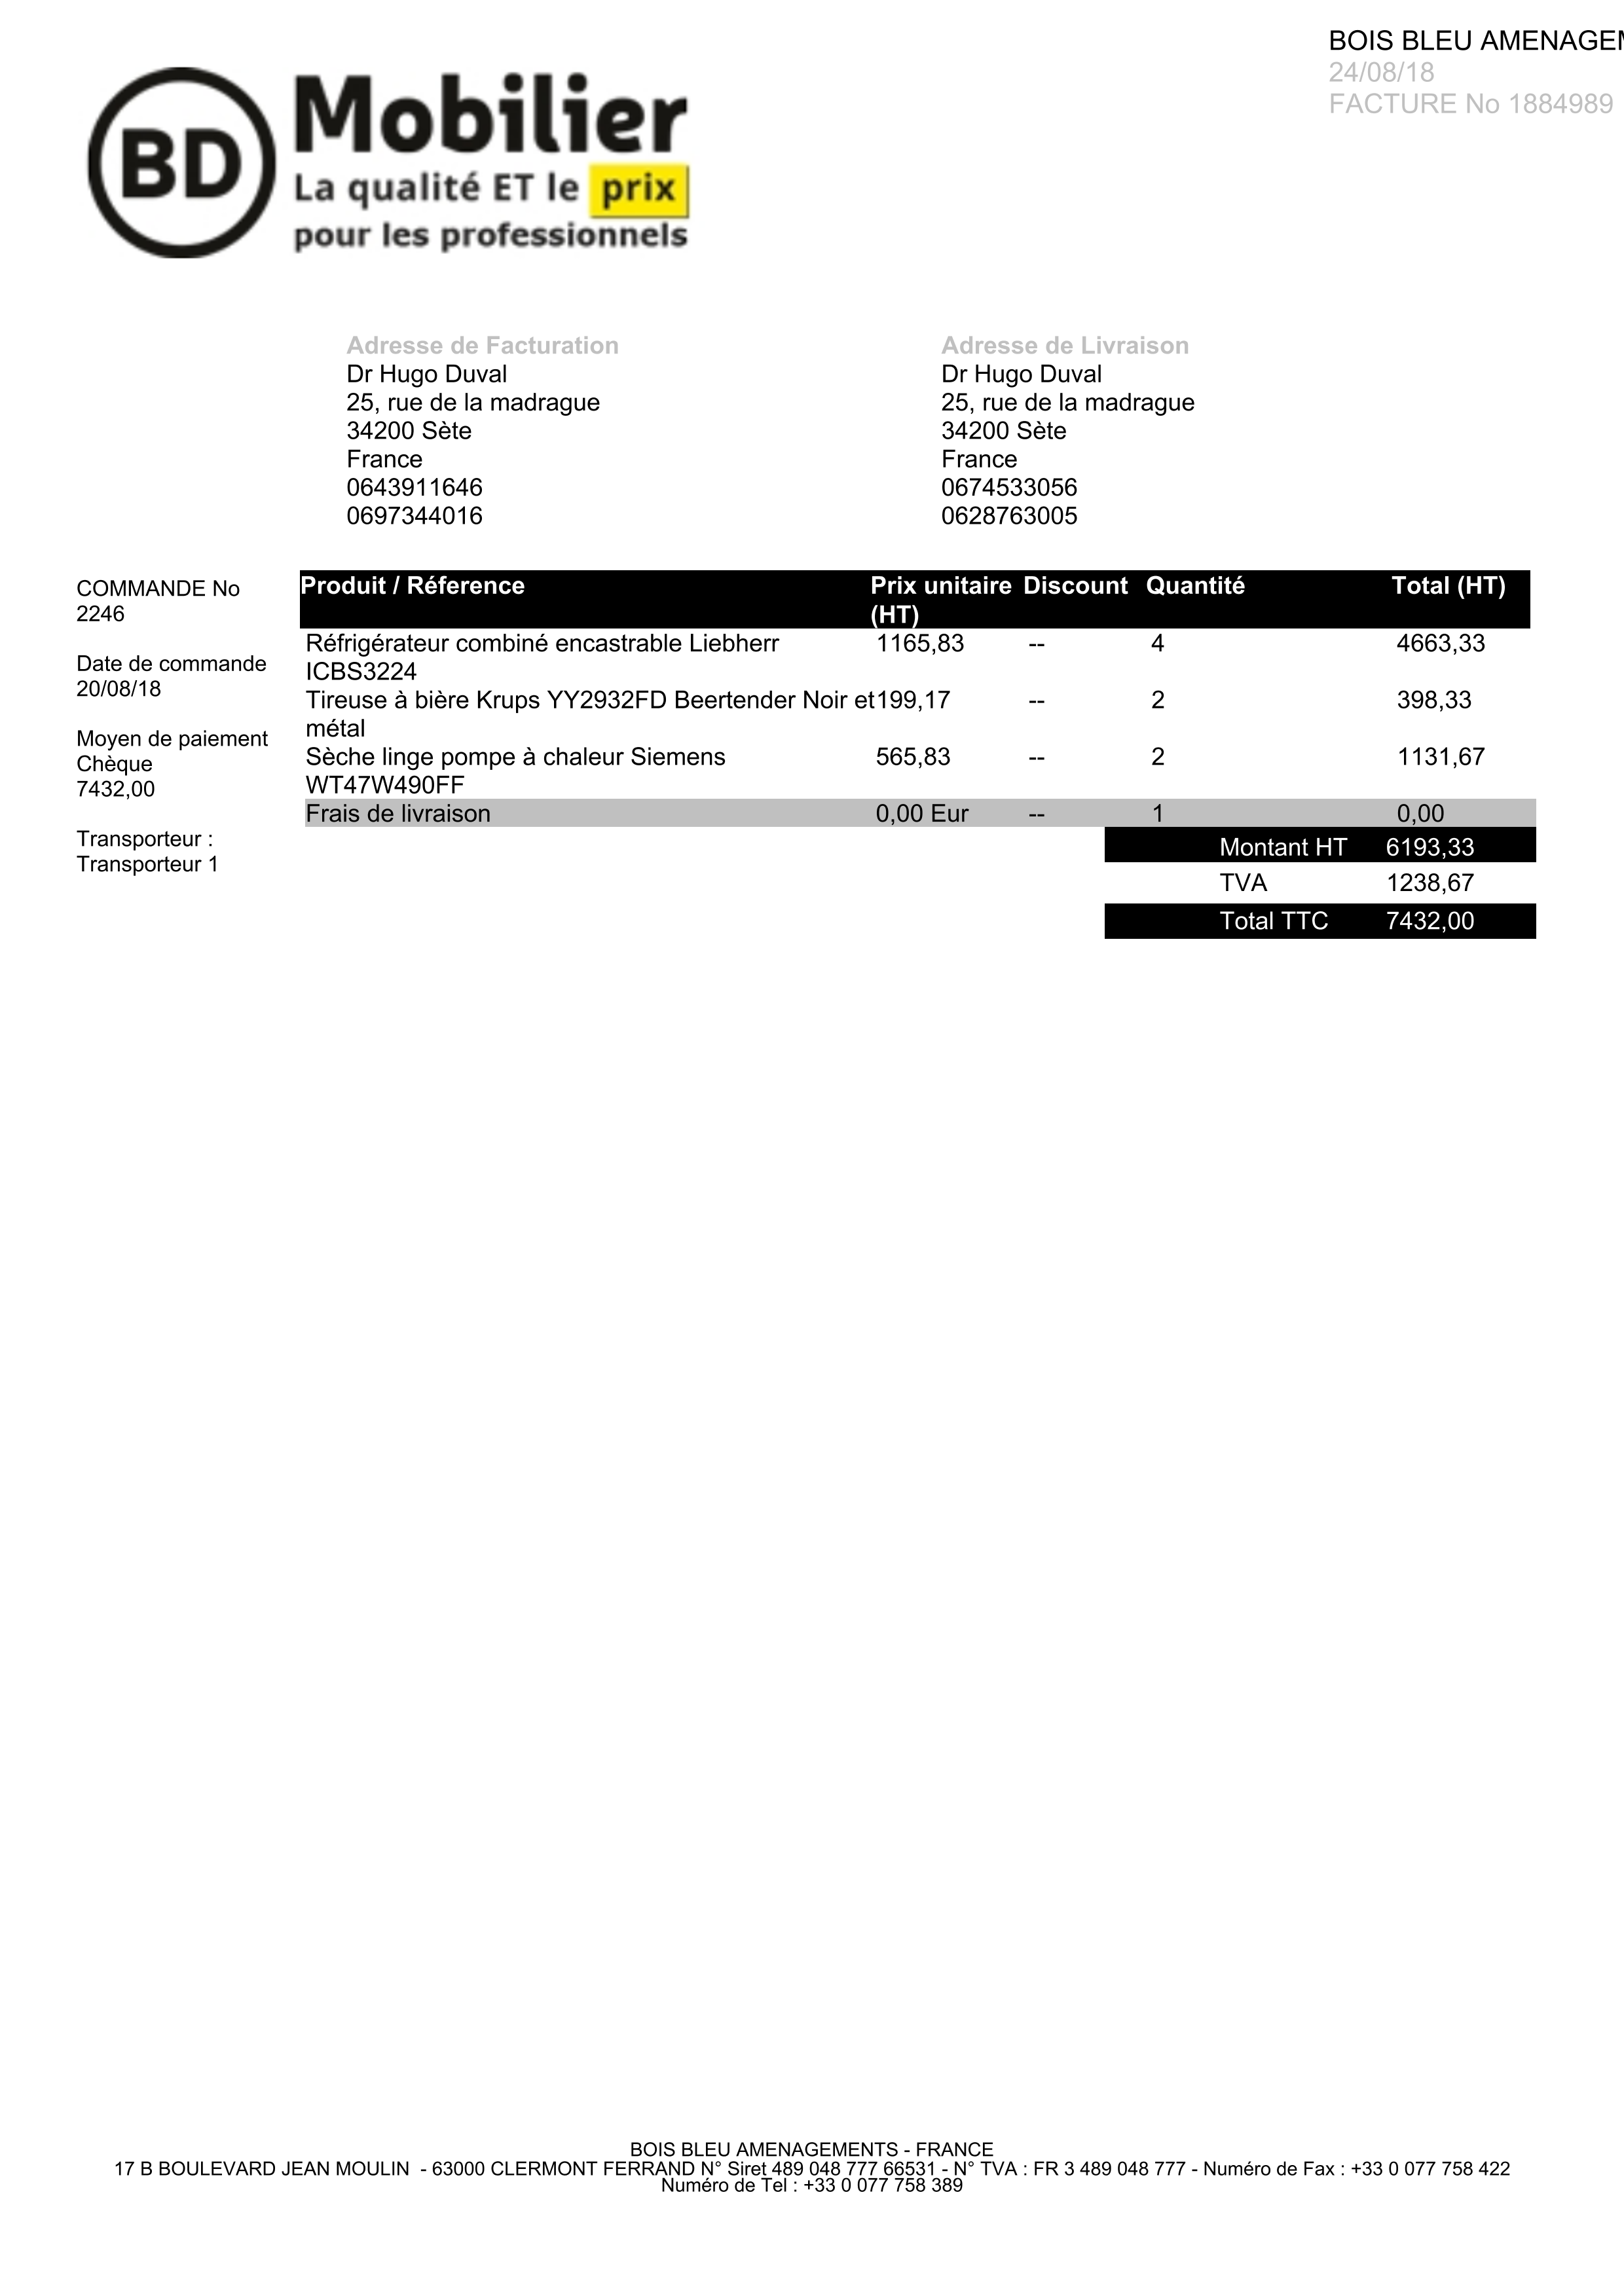 BOIS BLEU AMENAGEM
24/08/18
FACTURE No 1884989
BD
Mobilier
La qualité ET le prix
pour les professionnels
Adresse de Facturation
Dr Hugo Duval
25, rue de la madrague
34200 Sète
France
0643911646
0697344016
Adresse de Livraison
Dr Hugo Duval
25, rue de la madrague
34200 Sète
France
0674533056
0628763005
COMMANDE No
2246
Date de commande
20/08/18
Moyen de paiement
Chèque
7432,00
Transporteur :
Transporteur 1
Produit / Réference Prix unitaire Discount Quantité Total (HT)
(HT)
Réfrigérateur combiné encastrable Liebherr 1165,83 -- 4 4663,33
ICBS3224
Tireuse à bière Krups YY2932FD Beertender Noir et 199,17 -- 2 398,33
métal
Sèche linge pompe à chaleur Siemens 565,83 -- 2 1131,67
WT47W490FF
Frais de livraison 0,00 Eur -- 1 0,00
Montant HT 6193,33
TVA 1238,67
Total TTC 7432,00
BOIS BLEU AMENAGEMENTS - FRANCE
17 B BOULEVARD JEAN MOULIN - 63000 CLERMONT FERRAND N° Siret 489 048 777 66531 - N° TVA : FR 3 489 048 777 - Numéro de Fax : +33 0 077 758 422
Numéro de Tel : +33 0 077 758 389